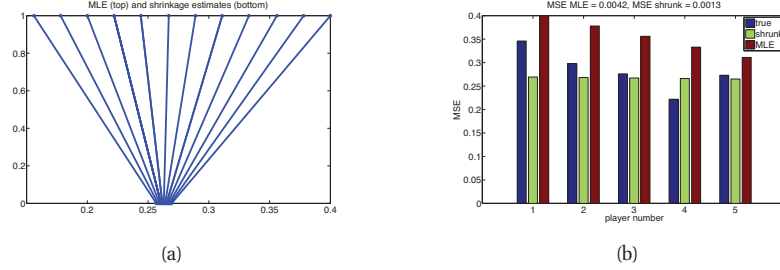 MLE (top) and shrinkage estimates (bottom)
1
0.8
0.6
0.4
0.2
0
0.2
0.25
0.3
0.35
0.4
(a)
MSE MLE = 0.0042, MSE shrunk = 0.0013
true
shrunk
MLE
MSE
0.4
0.35
0.3
0.25
0.2
0.15
0.1
0.05
0
1
2
3
4
5
player number
(b)